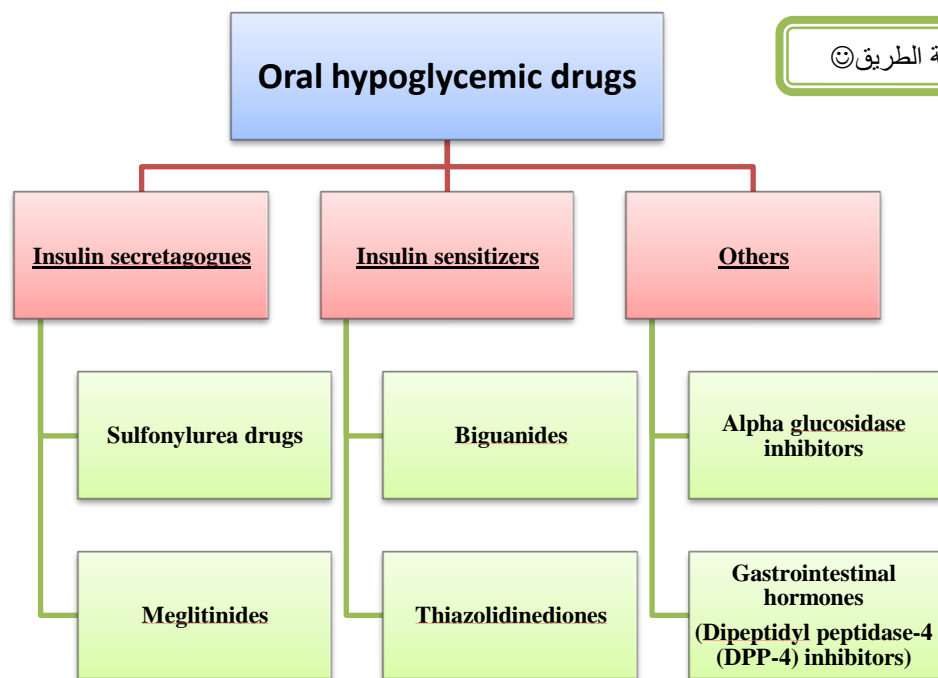 Oral hypoglycemic drugs
الطريق☺
Insulin secretagogues
Insulin sensitizers
Others
Sulfonylurea drugs
Biguanides
Alpha glucosidase
inhibitors
Meglitinides
Thiazolidinediones
Gastrointestinal
hormones
(Dipeptidyl peptidase-4
(DPP-4) inhibitors)